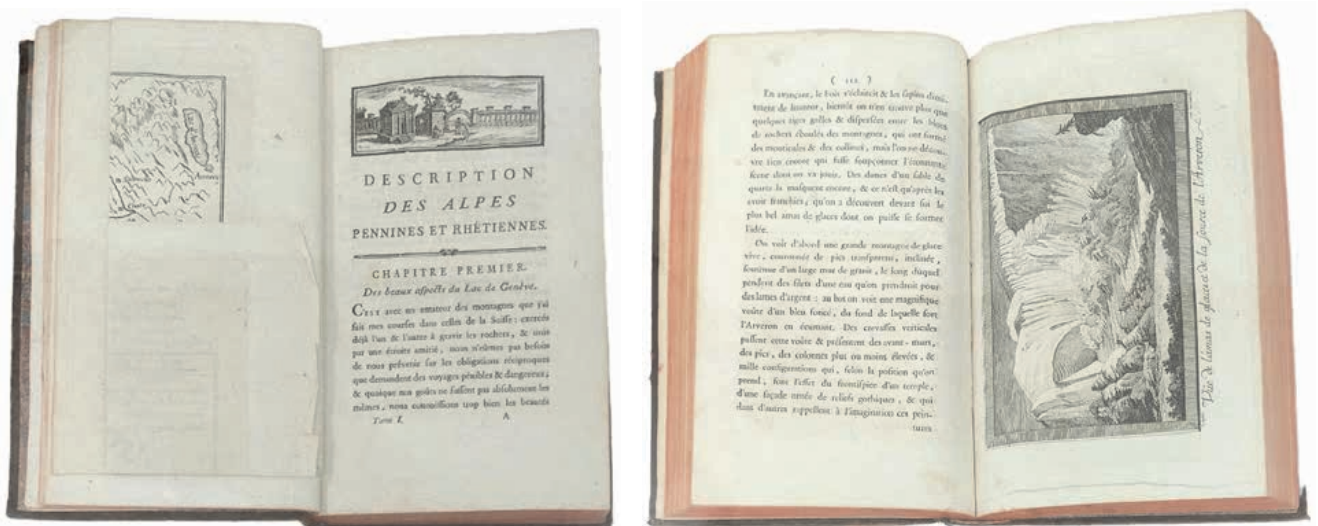 DESCRIPTION
DES ALPES
PENNINES ET RHÉTIENNES.
CHAPITRE PREMIER.
Des beaux aspects du Lac de Genève.
C'EST avec un amateur des montagnes que j'ai
fait mes courses dans celles de la Suisse : exercés
déjà l'un & l'autre à gravir les rochers, & unis
par une étroite amitié, nous n'eûmes pas besoin
de nous prévenir sur les obligations réciproques
que demandent des voyages pénibles & dangereux;
& quoique nos goûts ne fussent pas absolument les
mêmes, nous connoissions trop bien les beautés
Tome I. A
( 112 )
En avançant, le bois s'éclaircit & les sapins dimi-
nuent de hauteur, bientôt on n'en trouve plus que
quelques tiges grêles & dispersées entre les blocs
de rochers éboulés des montagnes, qui ont formé
des monticules & des collines, mais l'on ne décou-
vre rien encore qui fasse soupçonner l'étonnante
scene dont on va jouir. Des dunes d'un sable de
quartz la masquent encore, & ce n'est qu'après les
avoir franchies, qu'on a découvert devant soi le
plus bel amas de glaces dont on puisse se former
l'idée.
On voit d'abord une grande montagne de glace
vive, couronnée de pics transparens, inclinée,
soutenue d'un large mur de granit, le long duquel
pendent des filets d'une eau qu'on prendroit pour
des lames d'argent : au bas on voit une magnifique
voûte d'un bleu foncé, du fond de laquelle sort
l'Arveron en écumant. Des crevasses verticales
passent cette voûte & présentent des avant-murs,
des pics, des colonnes plus ou moins élevées, &
mille configurations qui, selon la position qu'on
prend, font l'effet du frontispice d'un temple,
d'une façade ornée de reliefs gothiques, & qui
dans d'autres rappellent à l'imagination ces pein-
tures
Vue de l'amas de glaces et de la source de l'Arveron